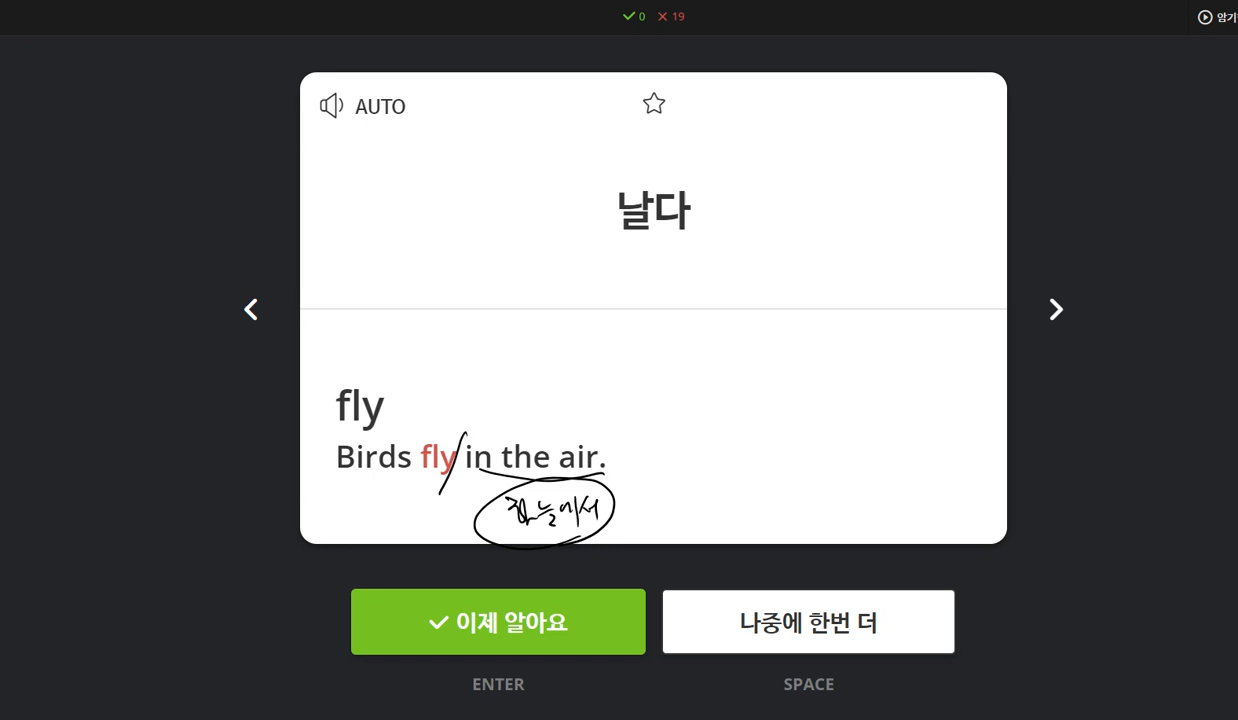 0 19
암기
AUTO
날다
fly
Birds fly in the air.
하늘에서
이제 알아요
나중에 한번 더
ENTER
SPACE